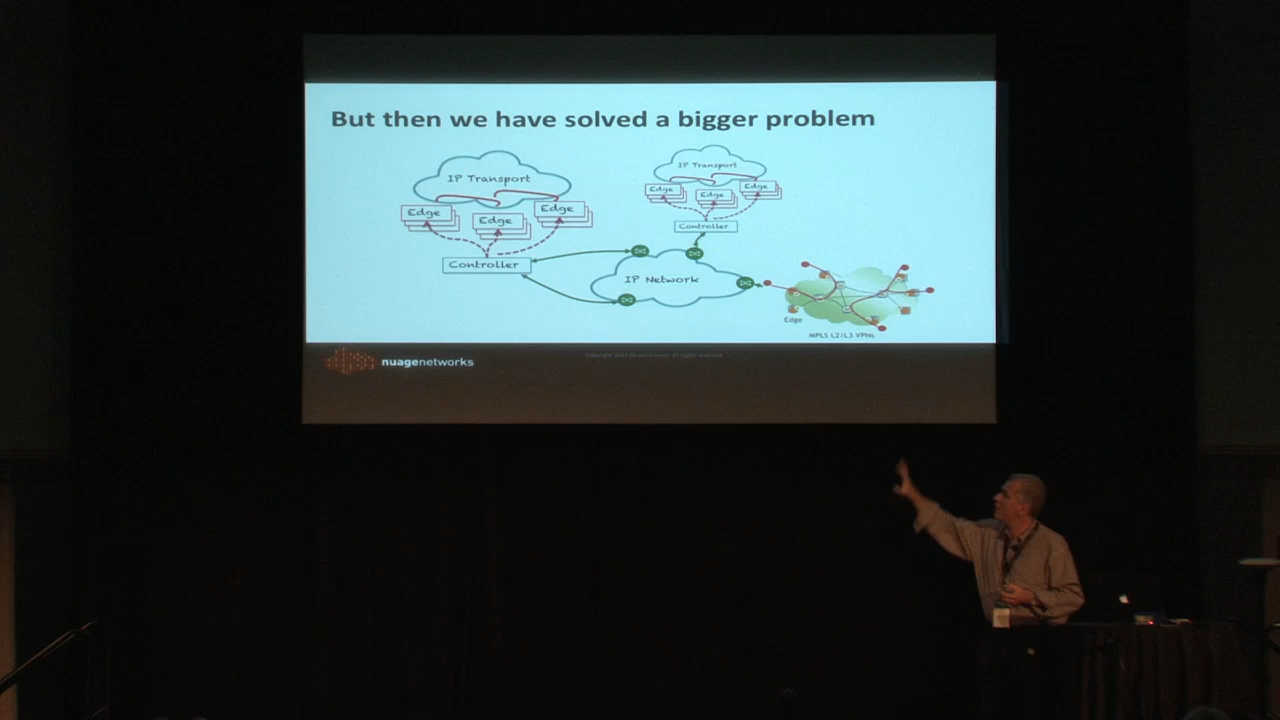 But then we have solved a bigger problem
IP Transport
Edge
Edge
Edge
Controller
IP Transport
Edge
Edge
Edge
Controller
IP Network
Edge
MPLS L2/L3 VPNs
nuagenetworks